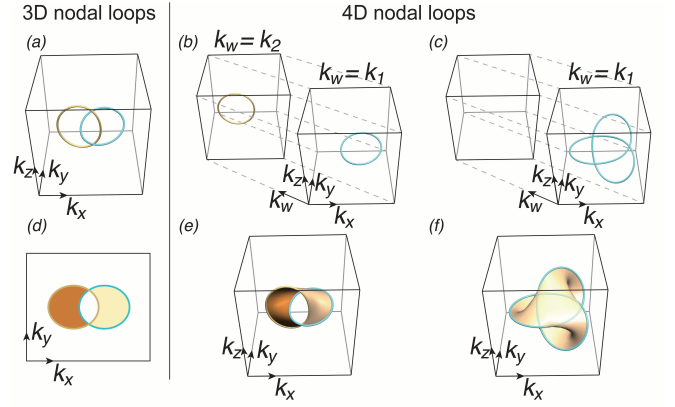 3D nodal loops
4D nodal loops
(a)
(b)
k_w = k_2
k_w = k_1
(c)
k_w = k_1
k_z
k_y
k_x
k_z
k_y
k_w
k_x
k_z
k_y
k_w
k_x
(d)
(e)
(f)
k_y
k_x
k_z
k_y
k_x
k_z
k_y
k_x